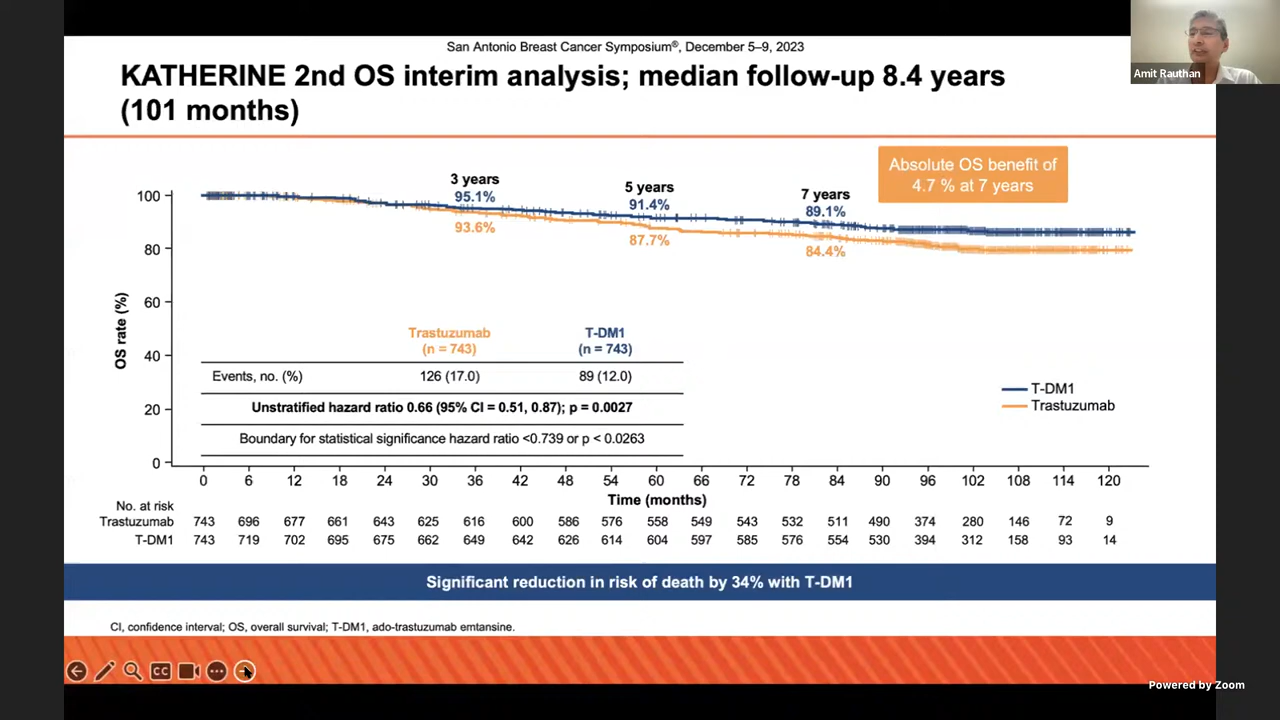 San Antonio Breast Cancer Symposium®, December 5–9, 2023
KATHERINE 2nd OS interim analysis; median follow-up 8.4 years
(101 months)
Amit Rauthan
Absolute OS benefit of
4.7 % at 7 years
3 years
95.1%
93.6%
5 years
91.4%
87.7%
7 years
89.1%
84.4%
OS rate (%)
100
80
60
40
20
0
Trastuzumab
(n = 743)
T-DM1
(n = 743)
Events, no. (%) 126 (17.0) 89 (12.0)
Unstratified hazard ratio 0.66 (95% CI = 0.51, 0.87); p = 0.0027
Boundary for statistical significance hazard ratio <0.739 or p < 0.0263
T-DM1
Trastuzumab
0 6 12 18 24 30 36 42 48 54 60 66 72 78 84 90 96 102 108 114 120
Time (months)
No. at risk
Trastuzumab 743 696 677 661 643 625 616 600 586 576 558 549 543 532 511 490 374 280 146 72 9
T-DM1 743 719 702 695 675 662 649 642 626 614 604 597 585 576 554 530 394 312 158 93 14
Significant reduction in risk of death by 34% with T-DM1
CI, confidence interval; OS, overall survival; T-DM1, ado-trastuzumab emtansine.
CC
Powered by Zoom